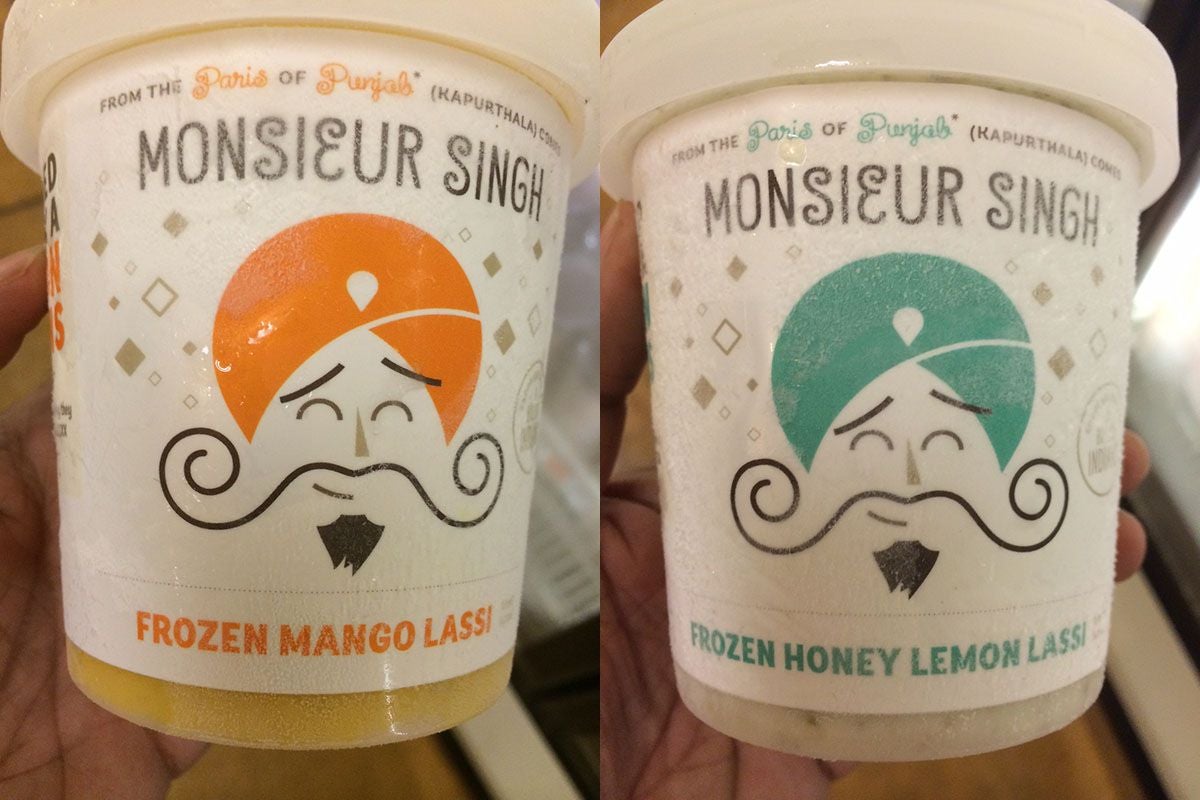 FROM THE Paris OF Punjab* (KAPURTHALA) COMES
MONSIEUR SINGH
FROZEN MANGO LASSI
FROM THE Paris OF Punjab* (KAPURTHALA) COMES
MONSIEUR SINGH
INDIA
FROZEN HONEY LEMON LASSI